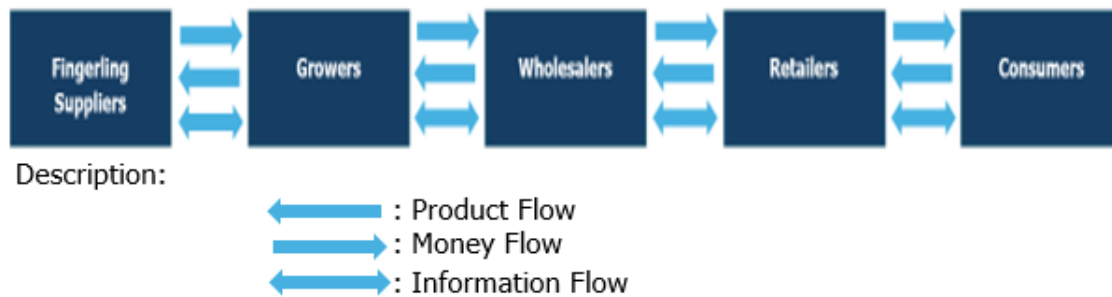 Fingerling
Suppliers
Growers
Wholesalers
Retailers
Consumers
Description:
: Product Flow
: Money Flow
: Information Flow